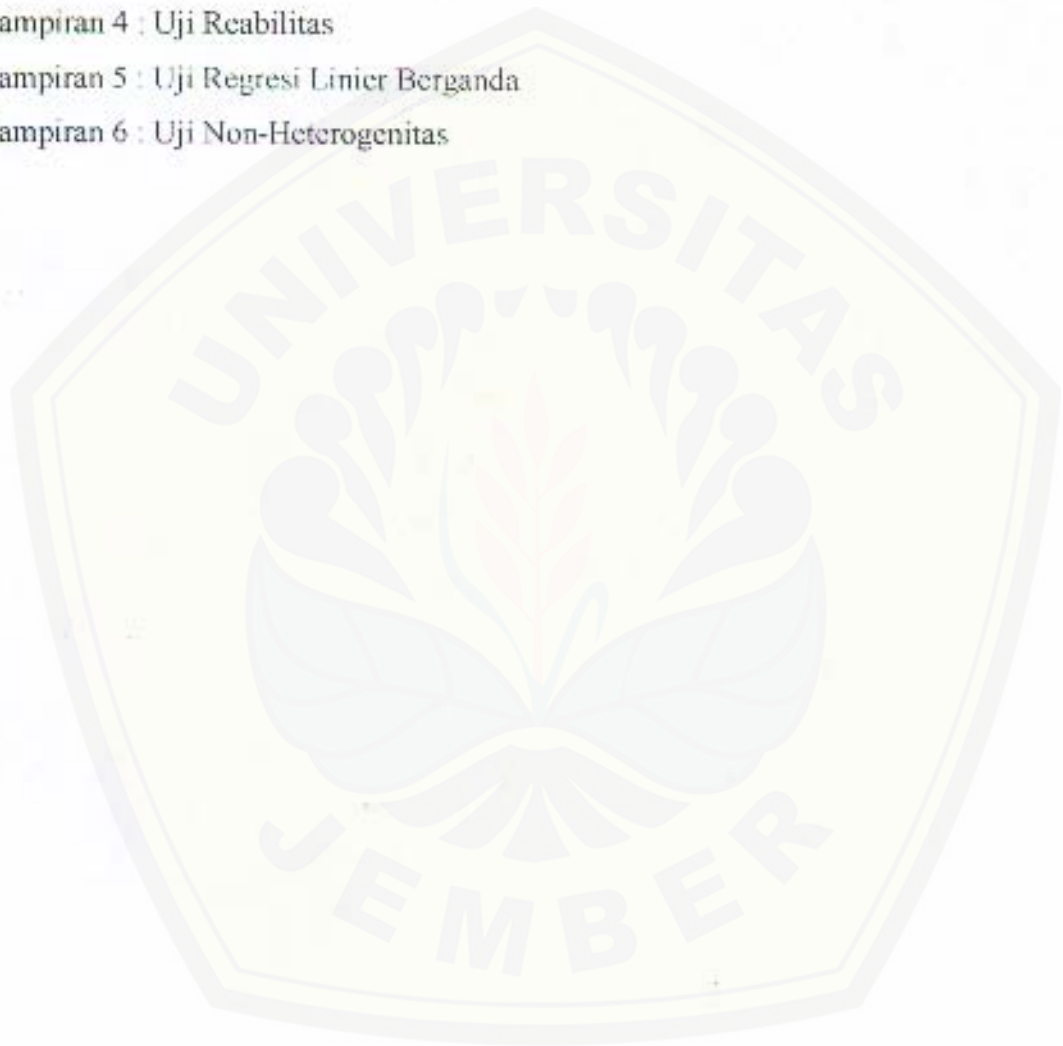 ampiran 4 : Uji Reabilitas
ampiran 5 : Uji Regresi Linier Berganda
ampiran 6 : Uji Non-Heterogenitas
UNIVERSITAS
JEMBER